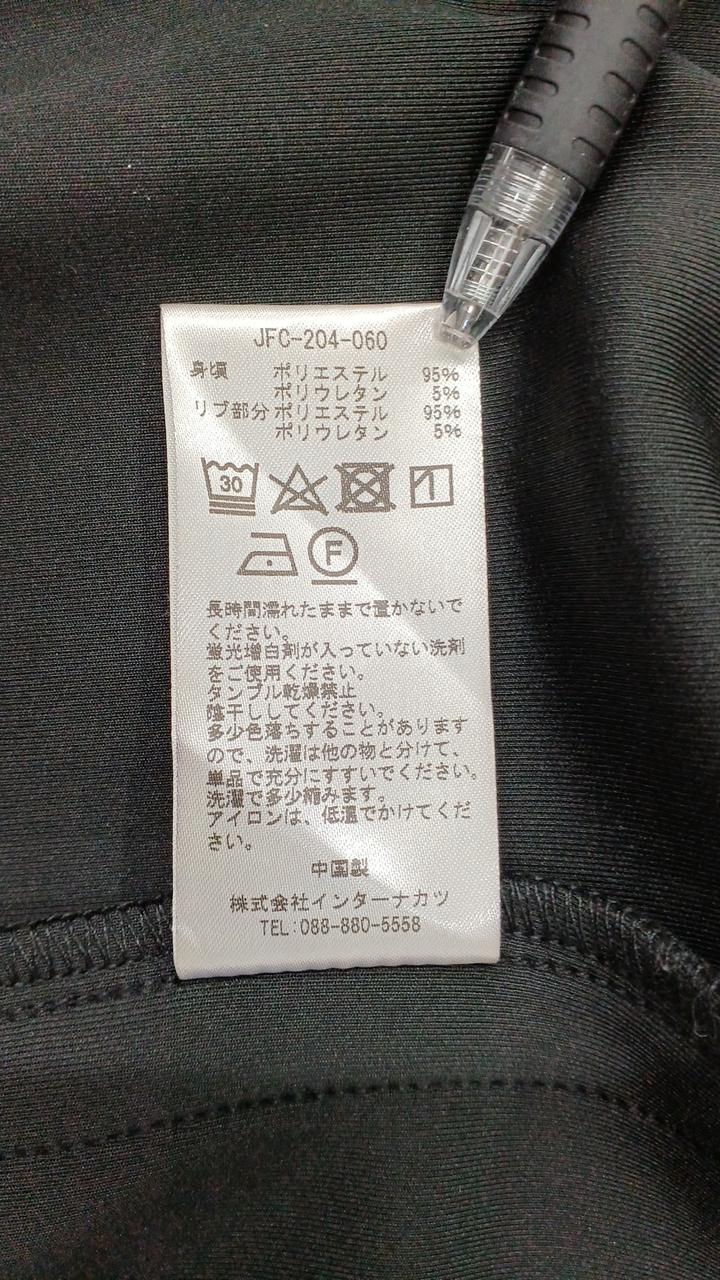 JFC-204-060
身頃 ポリエステル 95%
ポリウレタン 5%
リブ部分 ポリエステル 95%
ポリウレタン 5%
30
F
長時間濡れたままで置かないで
ください。
蛍光増白剤が入っていない洗剤
をご使用ください。
タンブル乾燥禁止
陰干ししてください。
多少色落ちすることがあります
ので、洗濯は他の物と分けて、
単品で充分にすすいでください。
洗濯で多少縮みます。
アイロンは、低温でかけてくだ
さい。
中国製
株式会社インターナカツ
TEL:088-880-5558